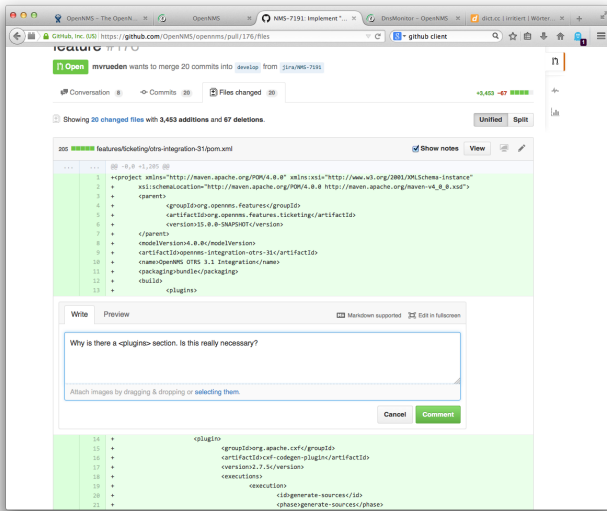 OpenNMS – The OpenN...
OpenNMS
NMS-7191: Implement "...
DnsMonitor – OpenNMS
dict.cc | irritiert | Wörter...
GitHub, Inc. (US) https://github.com/OpenNMS/opennms/pull/176/files
github client
feature #176
Open mvrueden wants to merge 20 commits into develop from jira/NMS-7191
Conversation 0 Commits 20 Files changed 20 +3,453 -67
Showing 20 changed files with 3,453 additions and 67 deletions. Unified Split
205 features/ticketing/otrs-integration-31/pom.xml Show notes View
... ... @@ -0,0 +1,205 @@
1 +<project xmlns="http://maven.apache.org/POM/4.0.0" xmlns:xsi="http://www.w3.org/2001/XMLSchema-instance"
2 + xsi:schemaLocation="http://maven.apache.org/POM/4.0.0 http://maven.apache.org/maven-v4_0_0.xsd">
3 + <parent>
4 + <groupId>org.opennms.features</groupId>
5 + <artifactId>org.opennms.features.ticketing</artifactId>
6 + <version>15.0.0-SNAPSHOT</version>
7 + </parent>
8 + <modelVersion>4.0.0</modelVersion>
9 + <artifactId>opennms-integration-otrs-31</artifactId>
10 + <name>OpenNMS OTRS 3.1 Integration</name>
11 + <packaging>bundle</packaging>
12 + <build>
13 + <plugins>
Write Preview Markdown supported Edit in fullscreen
Why is there a <plugins> section. Is this really necessary?
Attach images by dragging & dropping or selecting them.
Cancel Comment
14 + <plugin>
15 + <groupId>org.apache.cxf</groupId>
16 + <artifactId>cxf-codegen-plugin</artifactId>
17 + <version>2.7.5</version>
18 + <executions>
19 + <execution>
20 + <id>generate-sources</id>
21 + <phase>generate-sources</phase>